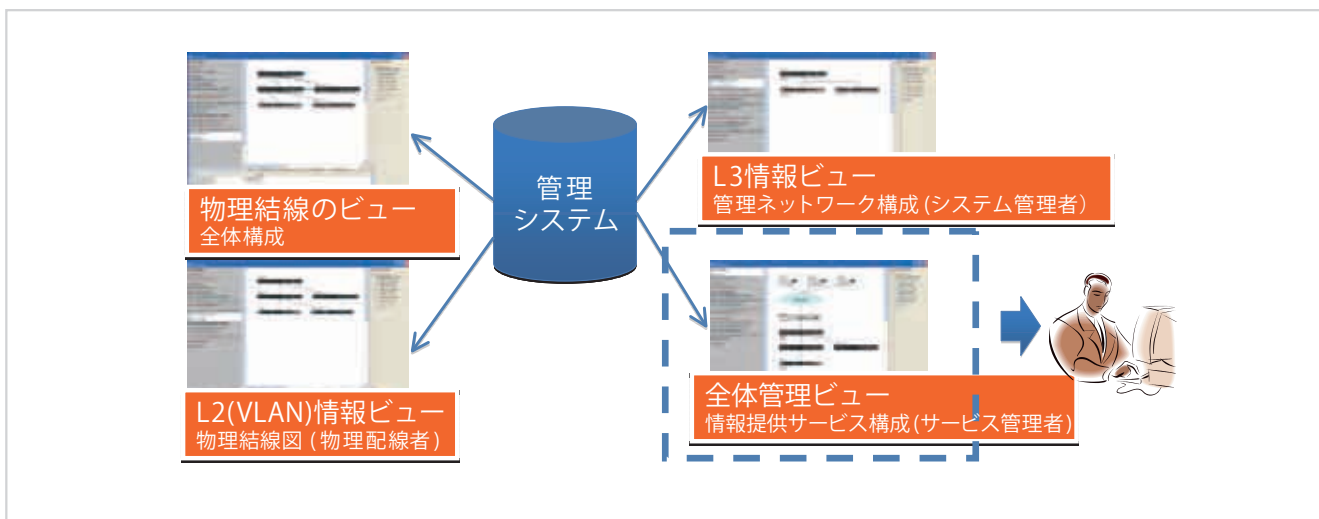 物理結線のビュー
全体構成
L2(VLAN)情報ビュー
物理結線図(物理配線者)
管理
システム
L3情報ビュー
管理ネットワーク構成(システム管理者)
全体管理ビュー
情報提供サービス構成(サービス管理者)